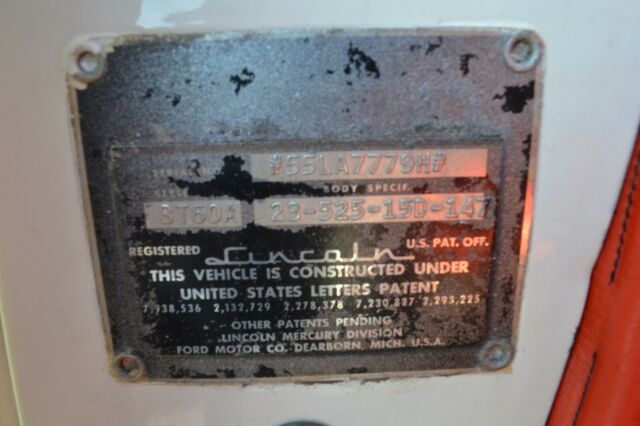 R #55LA7779H#
BODY SPECIF.
60A 23-525-15D-147
REGISTERED Lincoln U.S. PAT. OFF.
THIS VEHICLE IS CONSTRUCTED UNDER
UNITED STATES LETTERS PATENT
2,132,729 2,278,378 2,293,225
OTHER PATENTS PENDING
LINCOLN MERCURY DIVISION
FORD MOTOR CO. DEARBORN, MICH. U.S.A.